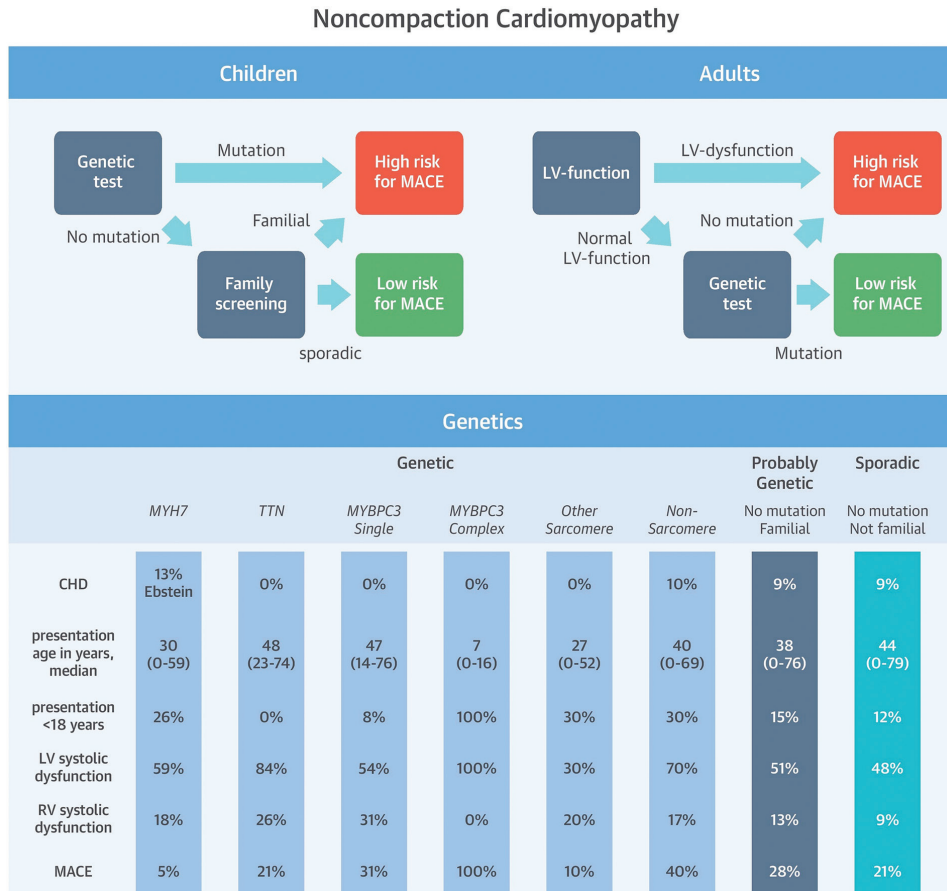 Noncompaction Cardiomyopathy
Children
Adults
Genetic
test
Mutation
High risk
for MACE
No mutation
Familial
Family
screening
Low risk
for MACE
sporadic
LV-function
LV-dysfunction
High risk
for MACE
Normal
LV-function
No mutation
Genetic
test
Low risk
for MACE
Mutation
Genetics
Genetic
Probably
Genetic
Sporadic
MYH7
TTN
MYBPC3
Single
MYBPC3
Complex
Other
Sarcomere
Non-
Sarcomere
No mutation
Familial
No mutation
Not familial
CHD
13%
Ebstein
0%
0%
0%
0%
10%
9%
9%
presentation
age in years,
median
30
(0-59)
48
(23-74)
47
(14-76)
7
(0-16)
27
(0-52)
40
(0-69)
38
(0-76)
44
(0-79)
presentation
<18 years
26%
0%
8%
100%
30%
30%
15%
12%
LV systolic
dysfunction
59%
84%
54%
100%
30%
70%
51%
48%
RV systolic
dysfunction
18%
26%
31%
0%
20%
17%
13%
9%
MACE
5%
21%
31%
100%
10%
40%
28%
21%